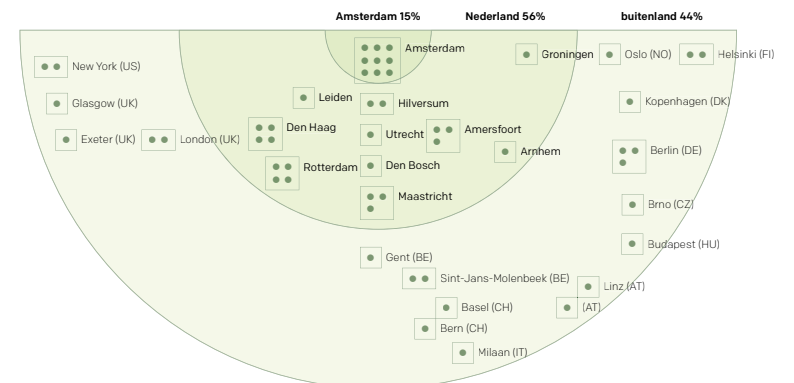 Amsterdam 15%
Nederland 56%
buitenland 44%
Amsterdam
Groningen
Oslo (NO)
Helsinki (FI)
New York (US)
Leiden
Hilversum
Kopenhagen (DK)
Glasgow (UK)
Den Haag
Utrecht
Amersfoort
Exeter (UK)
London (UK)
Arnhem
Berlin (DE)
Rotterdam
Den Bosch
Maastricht
Brno (CZ)
Budapest (HU)
Gent (BE)
Sint-Jans-Molenbeek (BE)
Linz (AT)
Basel (CH)
(AT)
Bern (CH)
Milaan (IT)